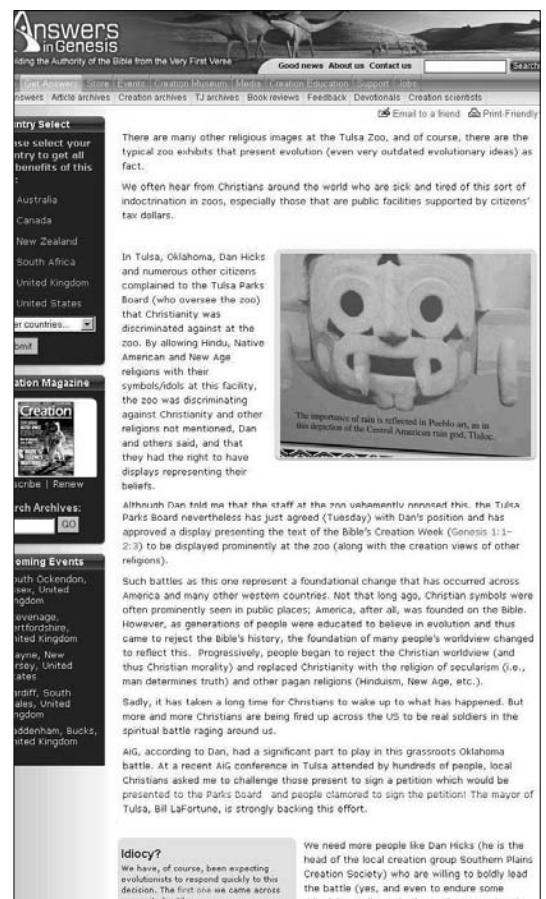 Answers
in Genesis
lding the Authority of the Bible from the Very First Verse
Good news About us Contact us
Search
Get Answers Store Events Creation Museum Media Creation Education Support Jobs
nswers Article archives Creation archives TJ archives Book reviews Feedback Devotionals Creation scientists
Email to a friend Print-Friendly
ntry Select
ase select your
ntry to get all
benefits of this
:
Australia
Canada
New Zealand
South Africa
United Kingdom
United States
er countries...
bmit
ation Magazine
Creation
scribe | Renew
rch Archives:
GO
oming Events
outh Ockendon,
sex, United
ngdom
tevenage,
ertfordshire,
nited Kingdom
ayne, New
rsey, United
tates
ardiff, South
ales, United
ngdom
addenham, Bucks,
nited Kingdom
There are many other religious images at the Tulsa Zoo, and of course, there are the
typical zoo exhibits that present evolution (even very outdated evolutionary ideas) as
fact.
We often hear from Christians around the world who are sick and tired of this sort of
indoctrination in zoos, especially those that are public facilities supported by citizens'
tax dollars.
In Tulsa, Oklahoma, Dan Hicks
and numerous other citizens
complained to the Tulsa Parks
Board (who oversee the zoo)
that Christianity was
discriminated against at the
zoo. By allowing Hindu, Native
American and New Age
religions with their
symbols/idols at this facility,
the zoo was discriminating
against Christianity and other
religions not mentioned, Dan
and others said, and that
they had the right to have
displays representing their
beliefs.
The importance of rain is reflected in Pueblo art, as in
this depiction of the Central American rain god, Tlaloc.
Although Dan told me that the staff at the zoo vehemently opposed this, the Tulsa
Parks Board nevertheless has just agreed (Tuesday) with Dan's position and has
approved a display presenting the text of the Bible's Creation Week (Genesis 1:1–
2:3) to be displayed prominently at the zoo (along with the creation views of other
religions).
Such battles as this one represent a foundational change that has occurred across
America and many other western countries. Not that long ago, Christian symbols were
often prominently seen in public places; America, after all, was founded on the Bible.
However, as generations of people were educated to believe in evolution and thus
came to reject the Bible's history, the foundation of many people's worldview changed
to reflect this. Progressively, people began to reject the Christian worldview (and
thus Christian morality) and replaced Christianity with the religion of secularism (i.e.,
man determines truth) and other pagan religions (Hinduism, New Age, etc.).
Sadly, it has taken a long time for Christians to wake up to what has happened. But
more and more Christians are being fired up across the US to be real soldiers in the
spiritual battle raging around us.
AiG, according to Dan, had a significant part to play in this grassroots Oklahoma
battle. At a recent AiG conference in Tulsa attended by hundreds of people, local
Christians asked me to challenge those present to sign a petition which would be
presented to the Parks Board and people clamored to sign the petition! The mayor of
Tulsa, Bill LaFortune, is strongly backing this effort.
Idiocy?
We have, of course, been expecting
evolutionists to respond quickly to this
decision. The first one we came across
We need more people like Dan Hicks (he is the
head of the local creation group Southern Plains
Creation Society) who are willing to boldly lead
the battle (yes, and even to endure some